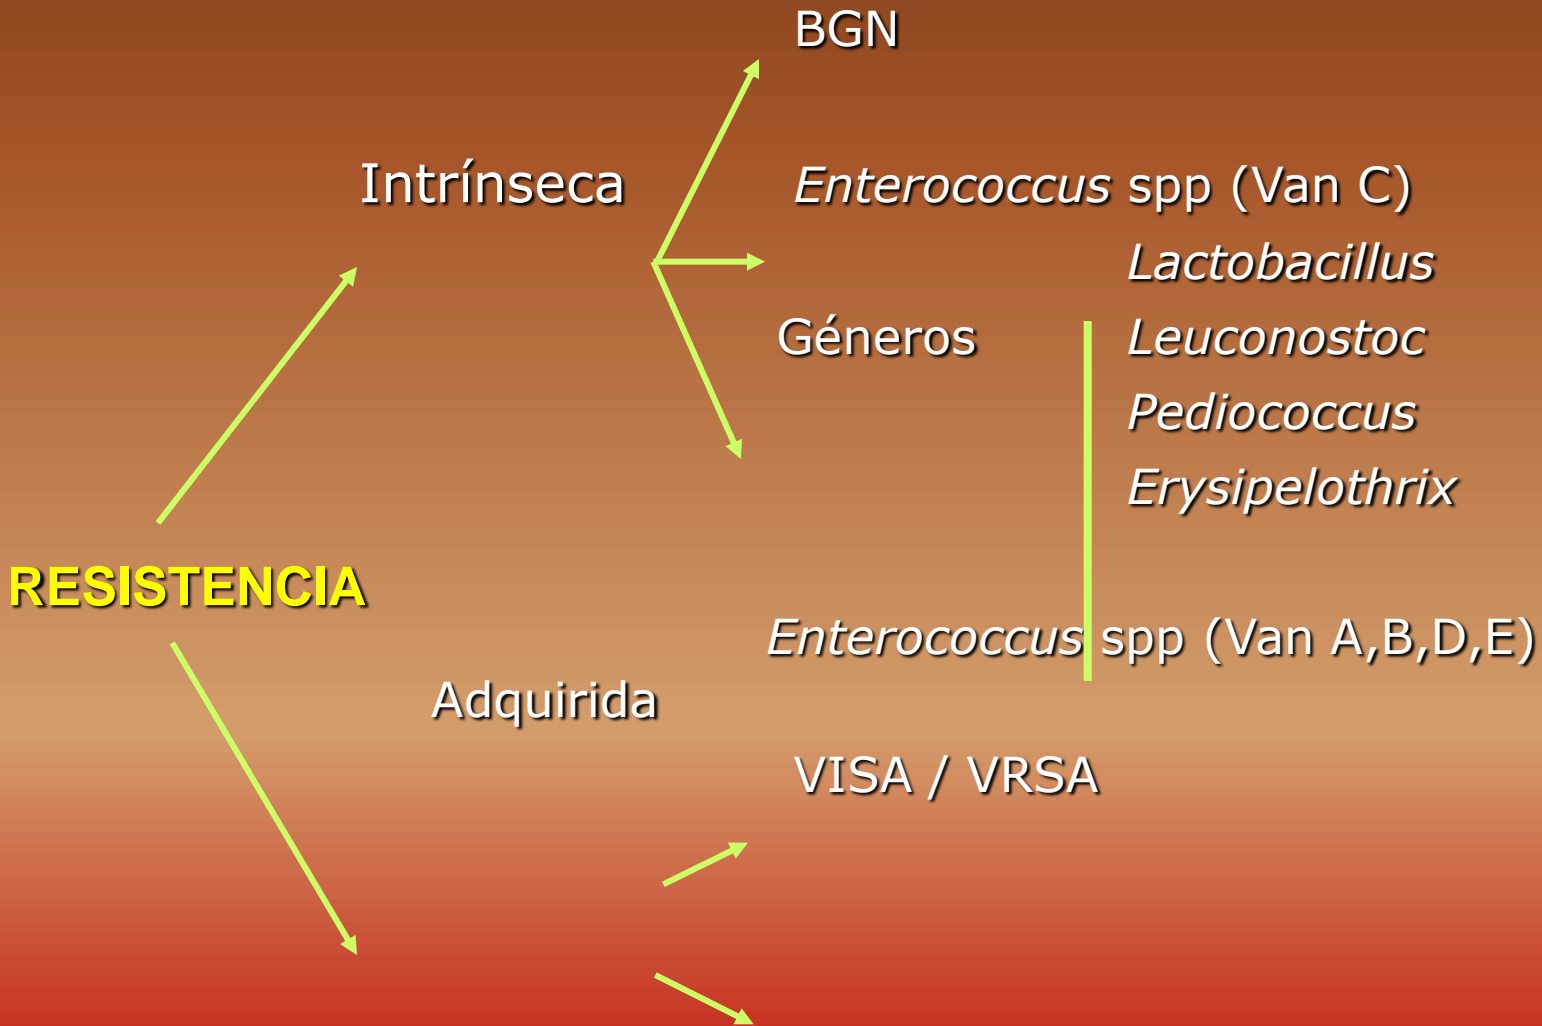 BGN
Intrínseca
Enterococcus spp (Van C)
Lactobacillus
Géneros
Leuconostoc
Pediococcus
Erysipelothrix
RESISTENCIA
Enterococcus spp (Van A,B,D,E)
Adquirida
VISA / VRSA